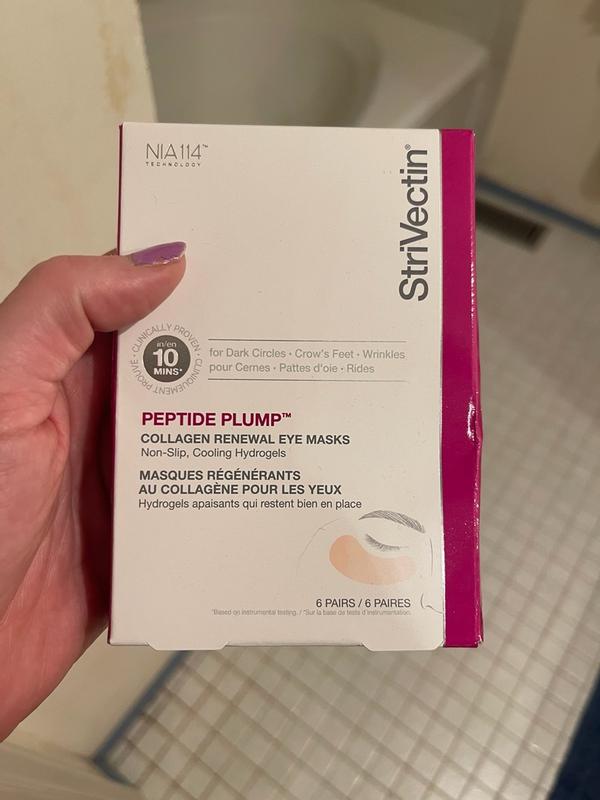 NIA114™
TECHNOLOGY
StriVectin®
CLINICALLY PROVEN •
in/en
10
MINS*
CLINIQUEMENT PROUVÉ •
for Dark Circles • Crow's Feet • Wrinkles
pour Cernes • Pattes d'oie • Rides
PEPTIDE PLUMP™
COLLAGEN RENEWAL EYE MASKS
Non-Slip, Cooling Hydrogels
MASQUES RÉGÉNÉRANTS
AU COLLAGÈNE POUR LES YEUX
Hydrogels apaisants qui restent bien en place
6 PAIRS / 6 PAIRES
*Based on instrumental testing. / *Sur la base de tests d'instrumentation.